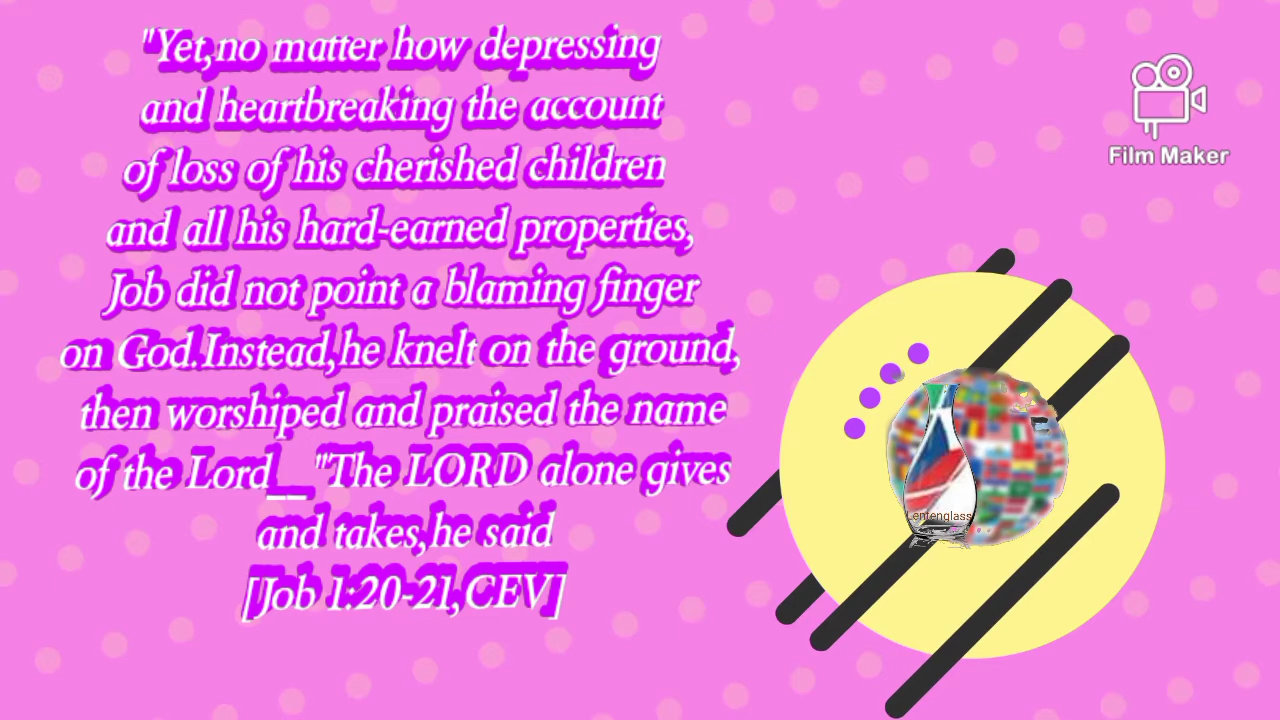 "Yet,no matter how depressing
and heartbreaking the account
of loss of his cherished children
and all his hard-earned properties,
Job did not point a blaming finger
on God.Instead,he knelt on the ground,
then worshiped and praised the name
of the Lord__ "The LORD alone gives
and takes,he said
[Job 1:20-21,CEV]
Film Maker
Lentenglass